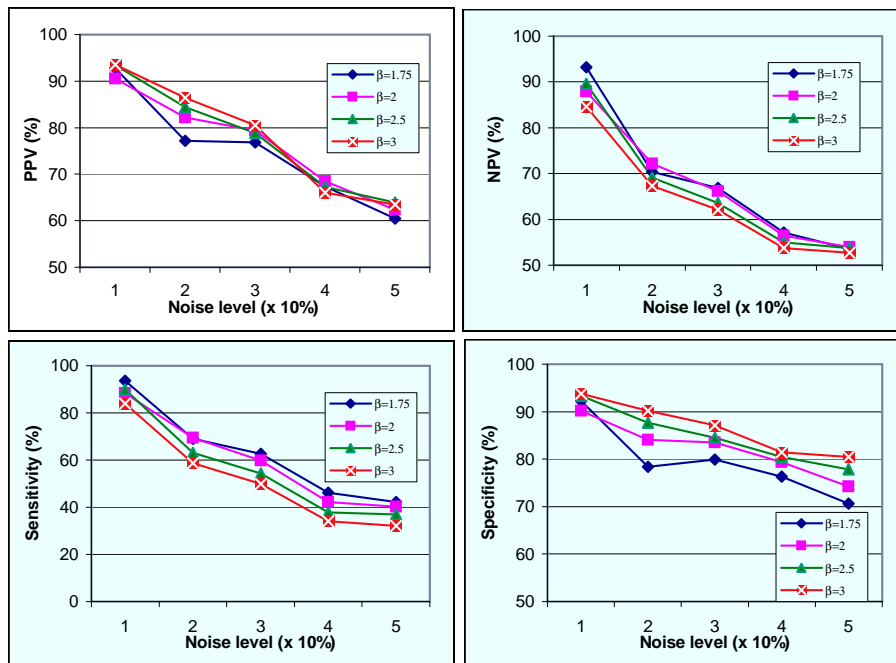 PPV (%)
100
90
80
70
60
50
1 2 3 4 5
Noise level (x 10%)
β=1.75
β=2
β=2.5
β=3
NPV (%)
100
90
80
70
60
50
1 2 3 4 5
Noise level (x 10%)
β=1.75
β=2
β=2.5
β=3
Sensitivity (%)
100
80
60
40
20
0
1 2 3 4 5
Noise level (x 10%)
β=1.75
β=2
β=2.5
β=3
Specificity (%)
100
90
80
70
60
50
1 2 3 4 5
Noise level (x 10%)
β=1.75
β=2
β=2.5
β=3